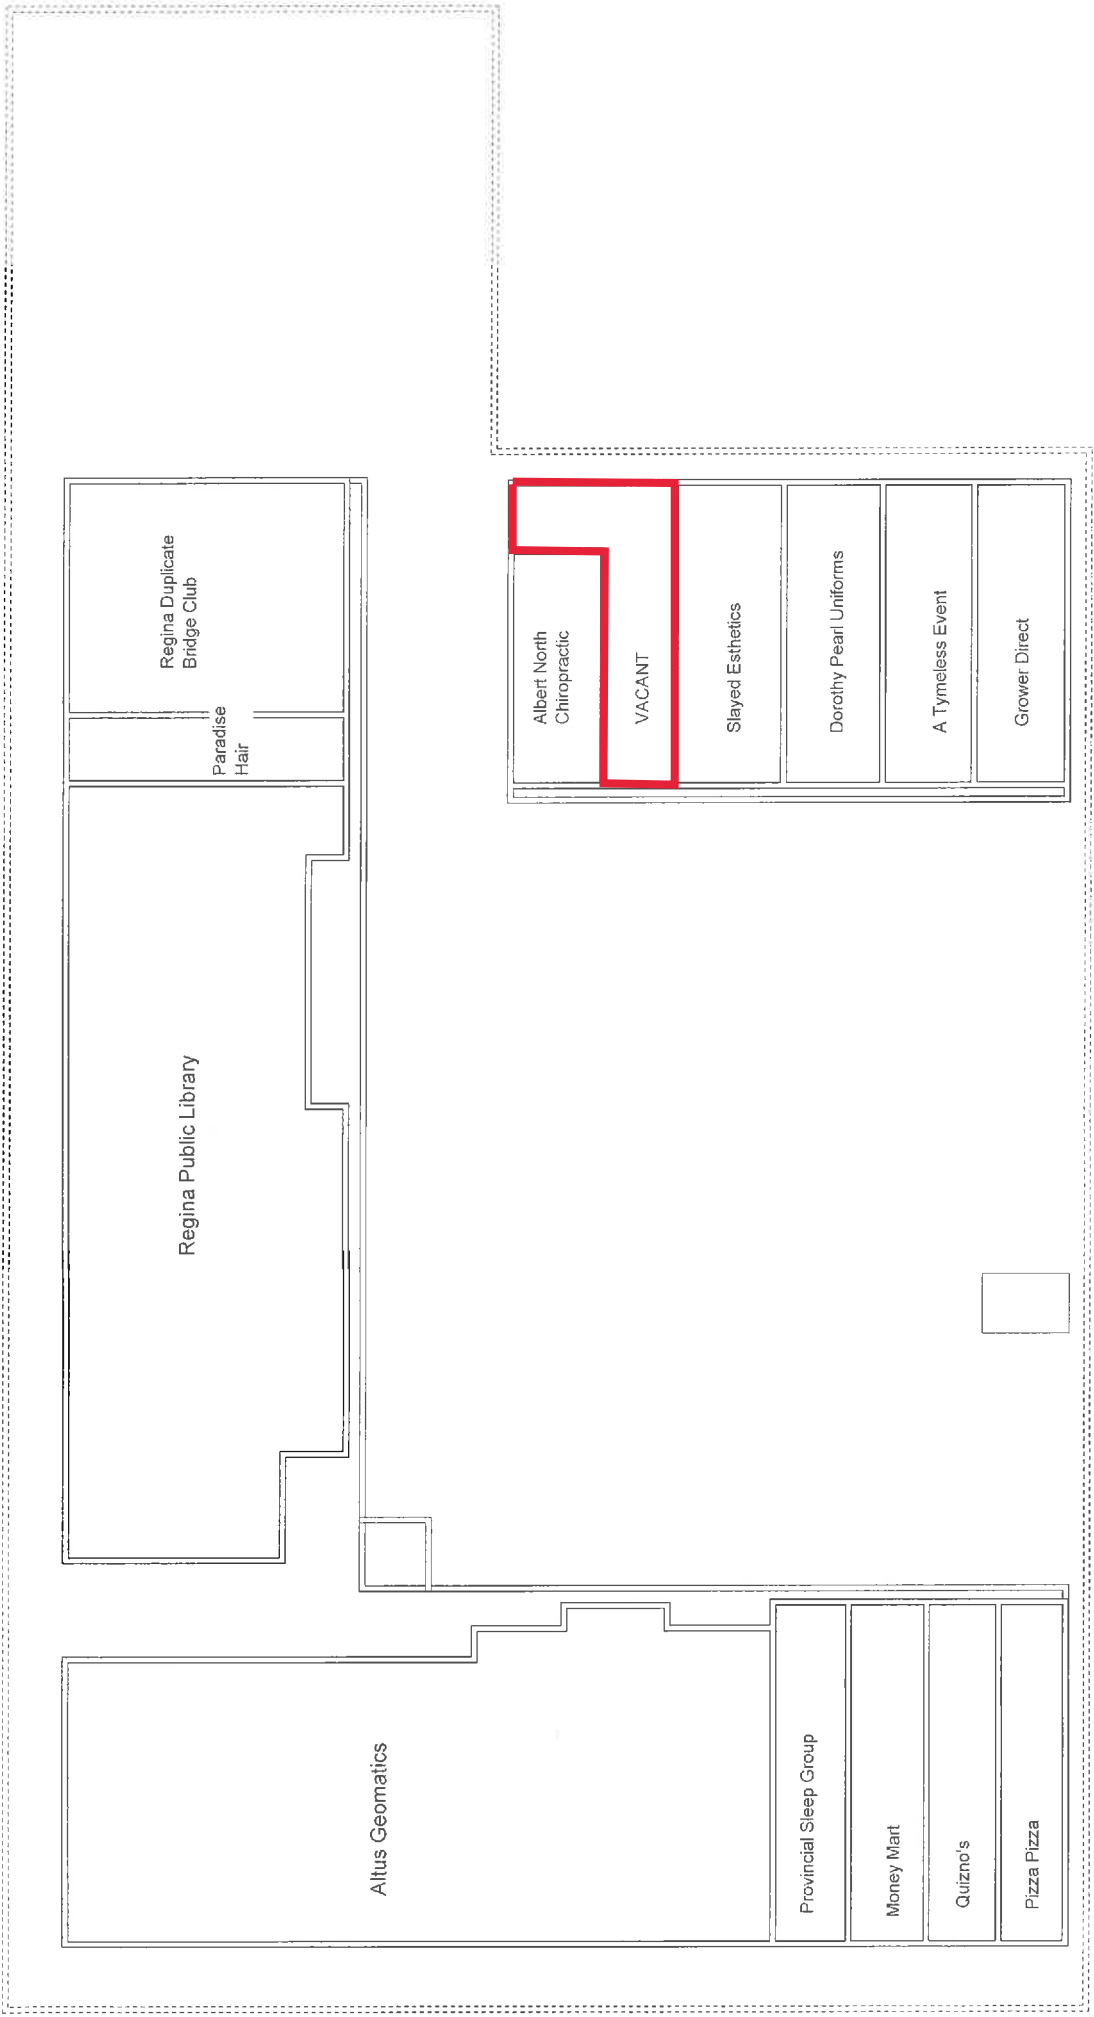 Regina Duplicate
Bridge Club
Paradise
Hair
Regina Public Library
Altus Geomatics
Albert North
Chiropractic
VACANT
Slayed Esthetics
Dorothy Pearl Uniforms
A Tymeless Event
Grower Direct
Provincial Sleep Group
Money Mart
Quizno's
Pizza Pizza